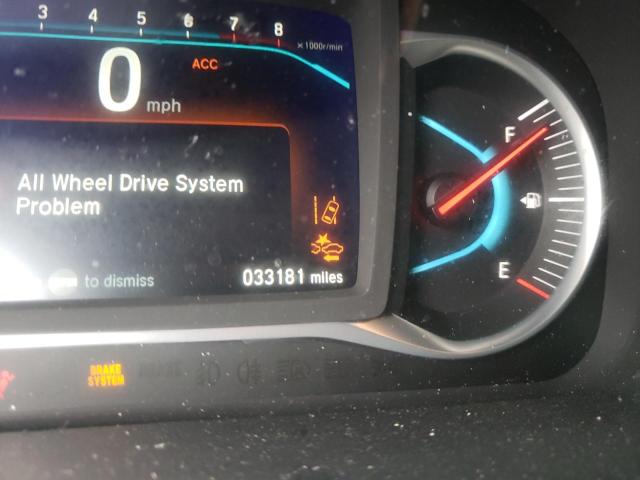 3 4 5 6 7 8
x1000r/min
ACC
0 mph
F
All Wheel Drive System
Problem
E
to dismiss
033181 miles
BRAKE
SYSTEM